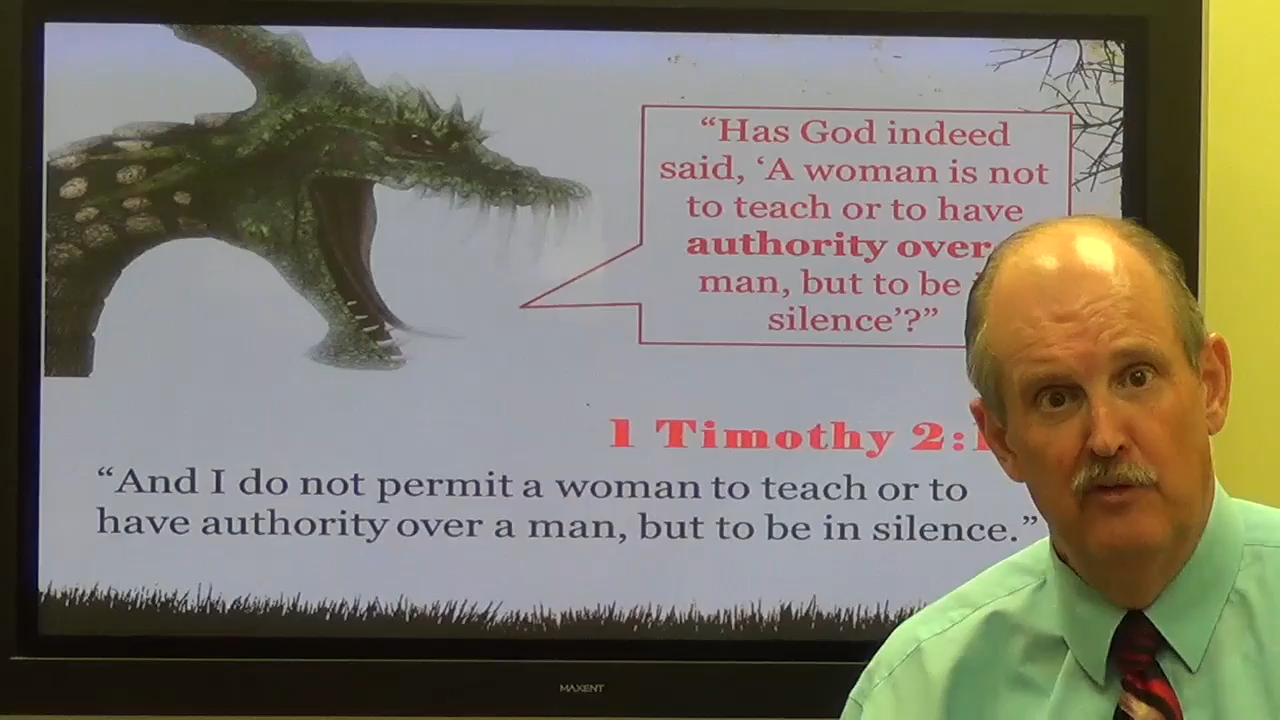 “Has God indeed
said, ‘A woman is not
to teach or to have
authority over
man, but to be
silence’?”
1 Timothy 2:1
“And I do not permit a woman to teach or to
have authority over a man, but to be in silence.”
MAXENT